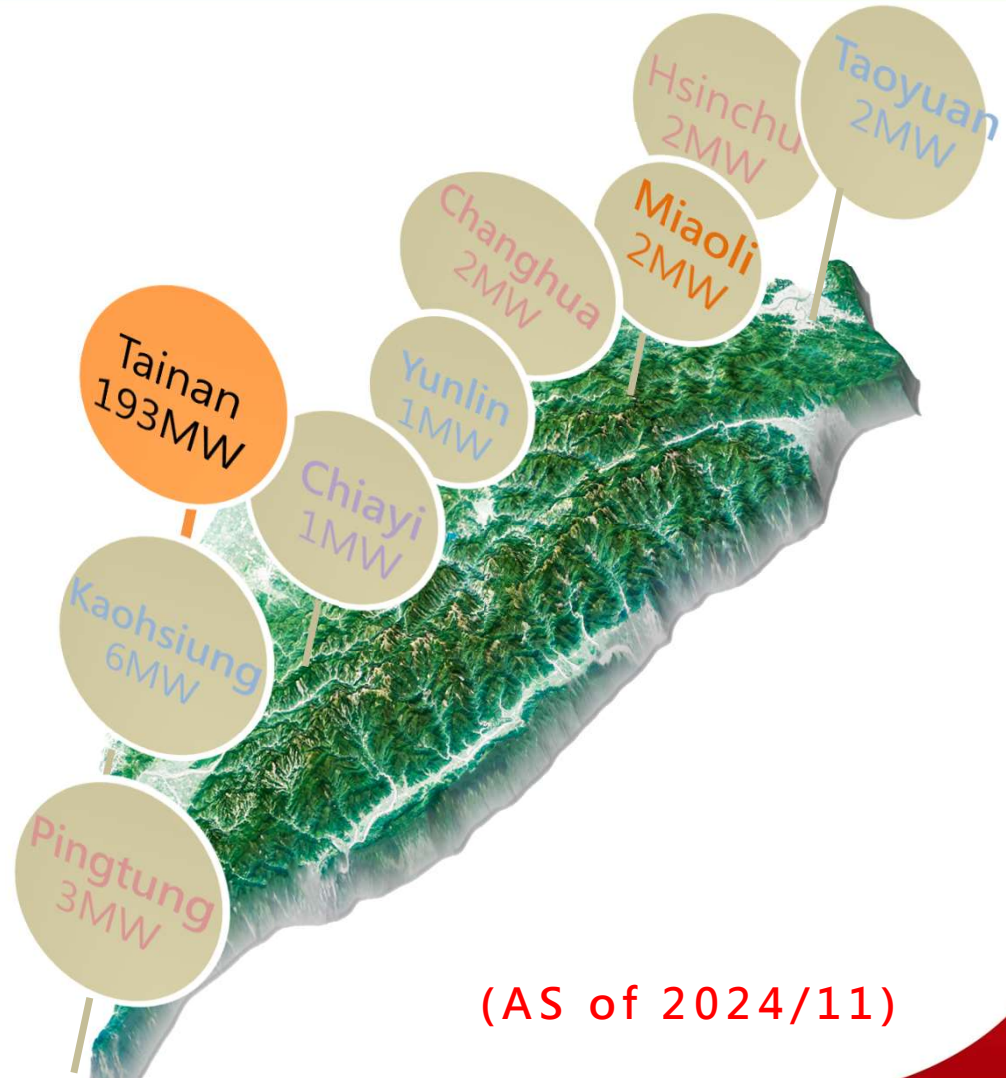 Taoyuan
2MW
Hsinchu
2MW
Miaoli
2MW
Changhua
2MW
Yunlin
1MW
Tainan
193MW
Chiayi
1MW
Kaohsiung
6MW
Pingtung
3MW
(AS of 2024/11)